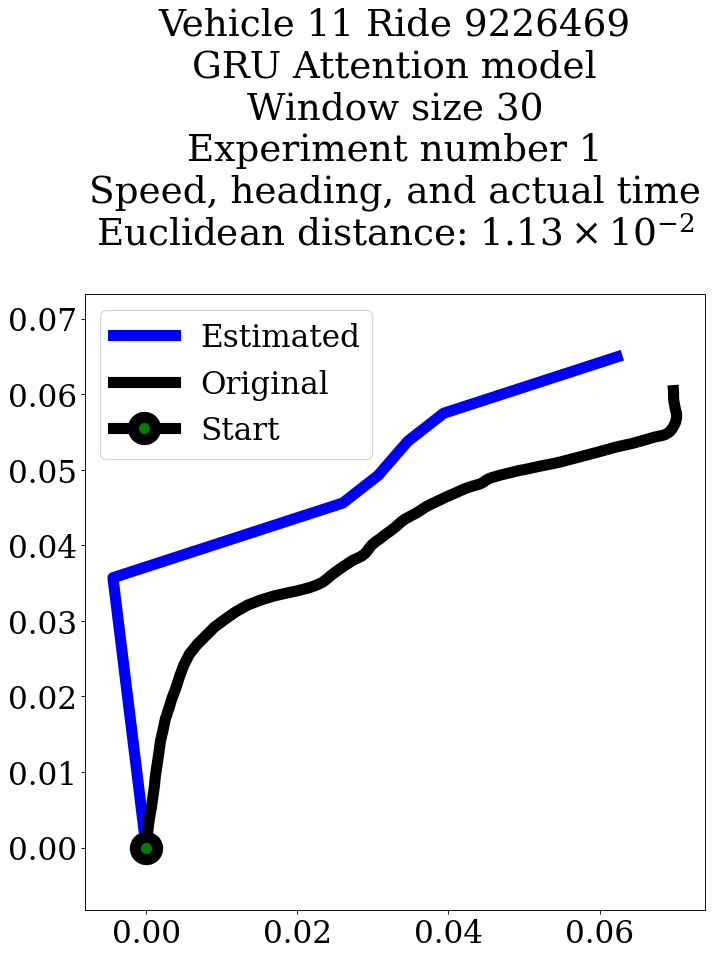 Vehicle 11 Ride 9226469
GRU Attention model
Window size 30
Experiment number 1
Speed, heading, and actual time
Euclidean distance: 1.13 × 10⁻²
Estimated
Original
Start
0.07
0.06
0.05
0.04
0.03
0.02
0.01
0.00
0.00 0.02 0.04 0.06